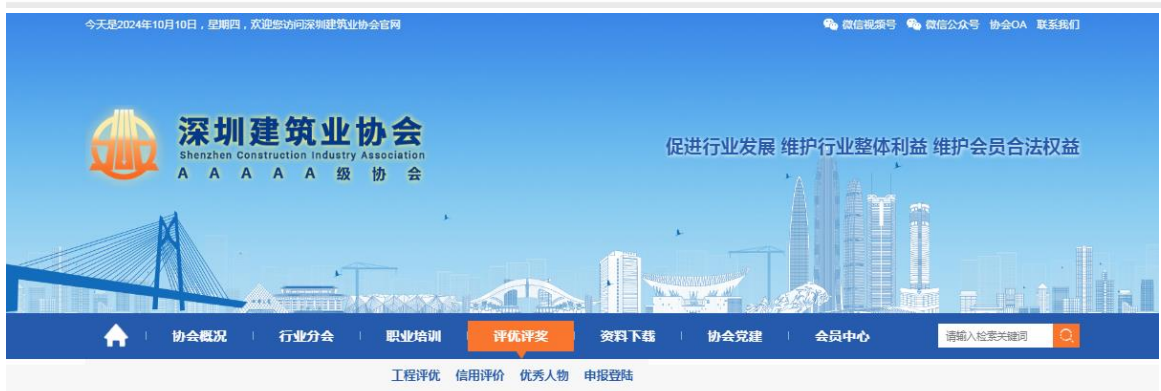 今天是2024年10月10日，星期四，欢迎您访问深圳建筑业协会官网
微信视频号 微信公众号 协会OA 联系我们
深圳建筑业协会
Shenzhen Construction Industry Association
AAAAA级协会
促进行业发展 维护行业整体利益 维护会员合法权益
协会概况 行业分会 职业培训 评优评奖 资料下载 协会党建 会员中心 请输入检索关键词
工程评优 信用评价 优秀人物 申报登陆